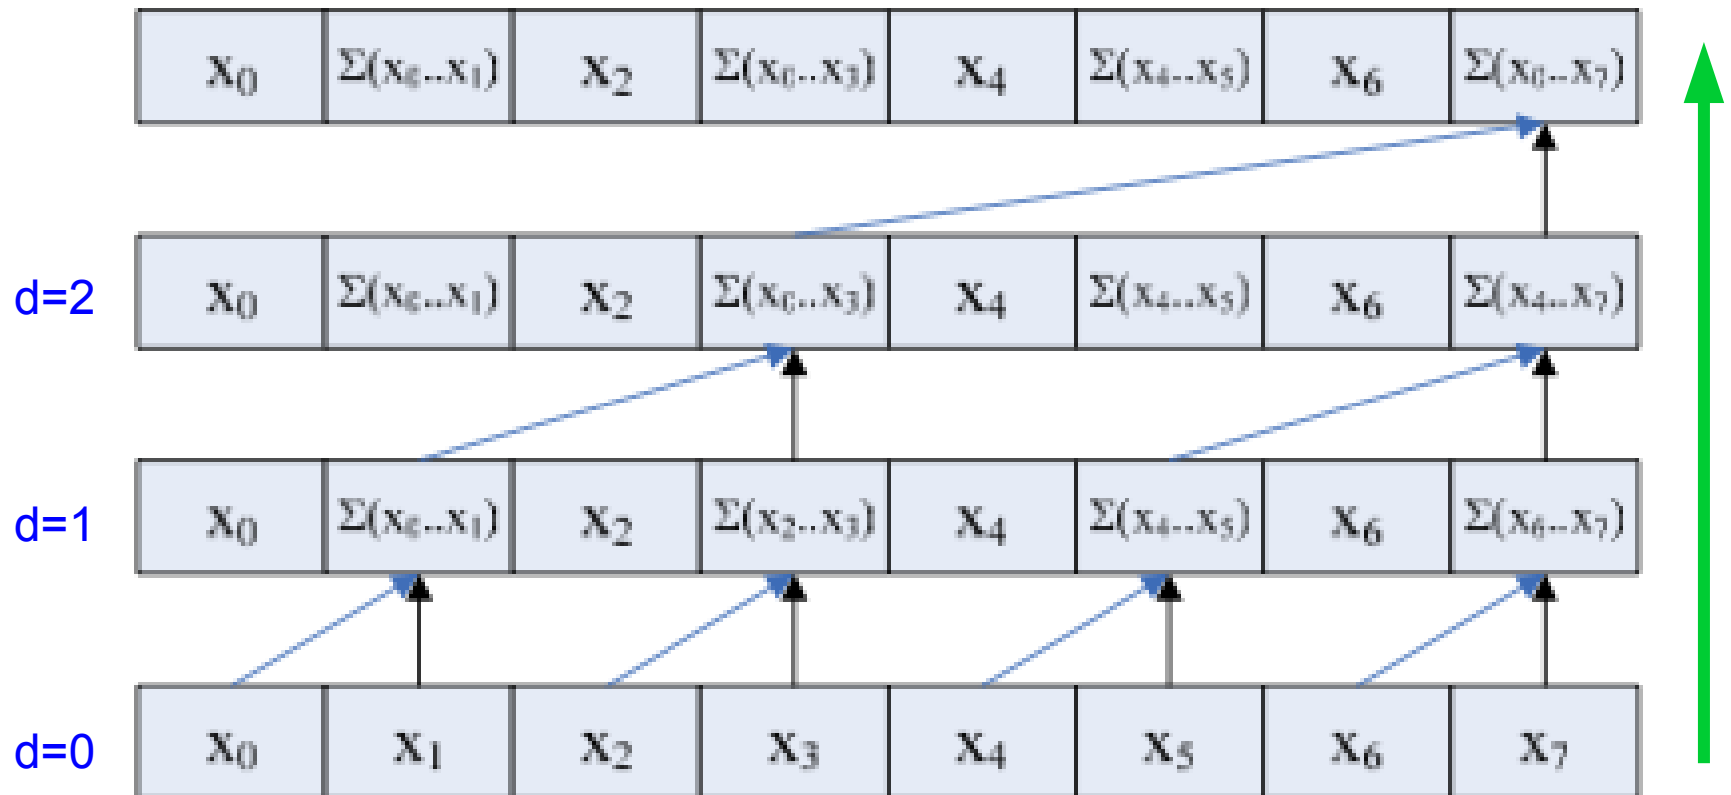 x₀ Σ(x₀..x₁) x₂ Σ(x₀..x₃) x₄ Σ(x₄..x₅) x₆ Σ(x₀..x₇)
d=2 x₀ Σ(x₀..x₁) x₂ Σ(x₀..x₃) x₄ Σ(x₄..x₅) x₆ Σ(x₄..x₇)
d=1 x₀ Σ(x₀..x₁) x₂ Σ(x₂..x₃) x₄ Σ(x₄..x₅) x₆ Σ(x₆..x₇)
d=0 x₀ x₁ x₂ x₃ x₄ x₅ x₆ x₇